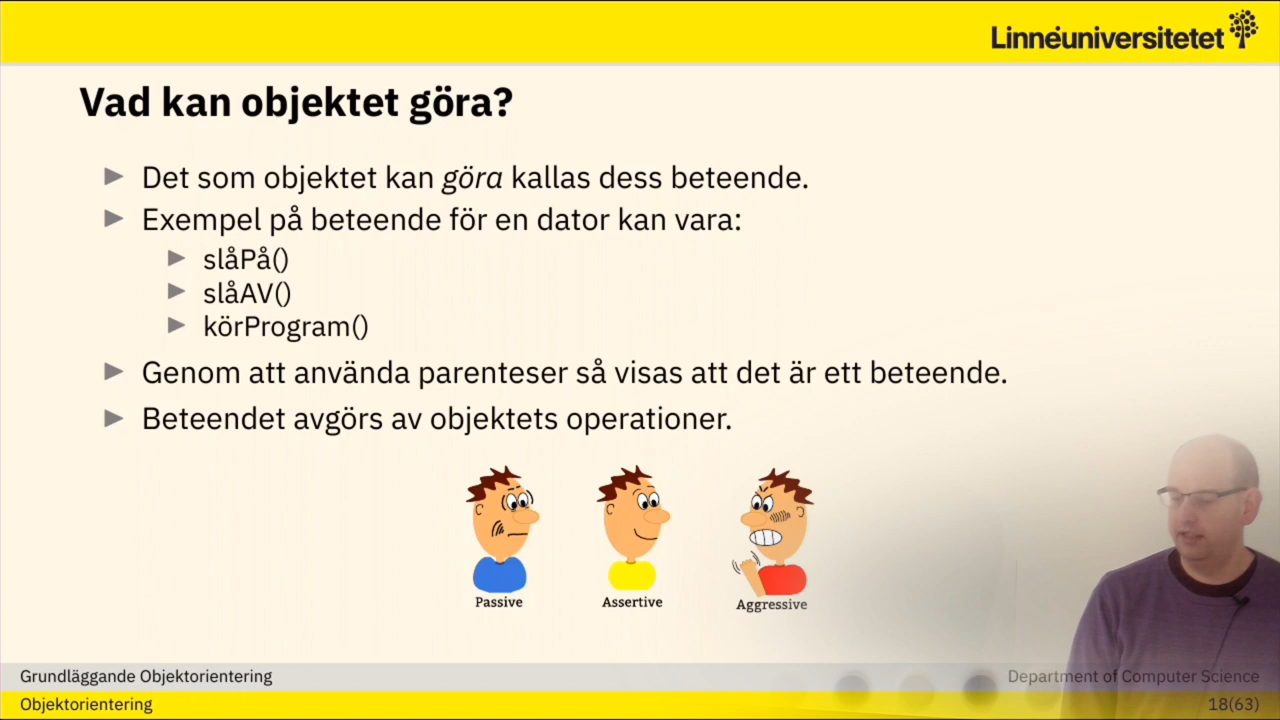 Linnéuniversitetet
Vad kan objektet göra?
Det som objektet kan göra kallas dess beteende.
Exempel på beteende för en dator kan vara:
slåPå()
slåAV()
körProgram()
Genom att använda parenteser så visas att det är ett beteende.
Beteendet avgörs av objektets operationer.
Passive Assertive Aggressive
Grundläggande Objektorientering Department of Computer Science
Objektorientering 18(63)